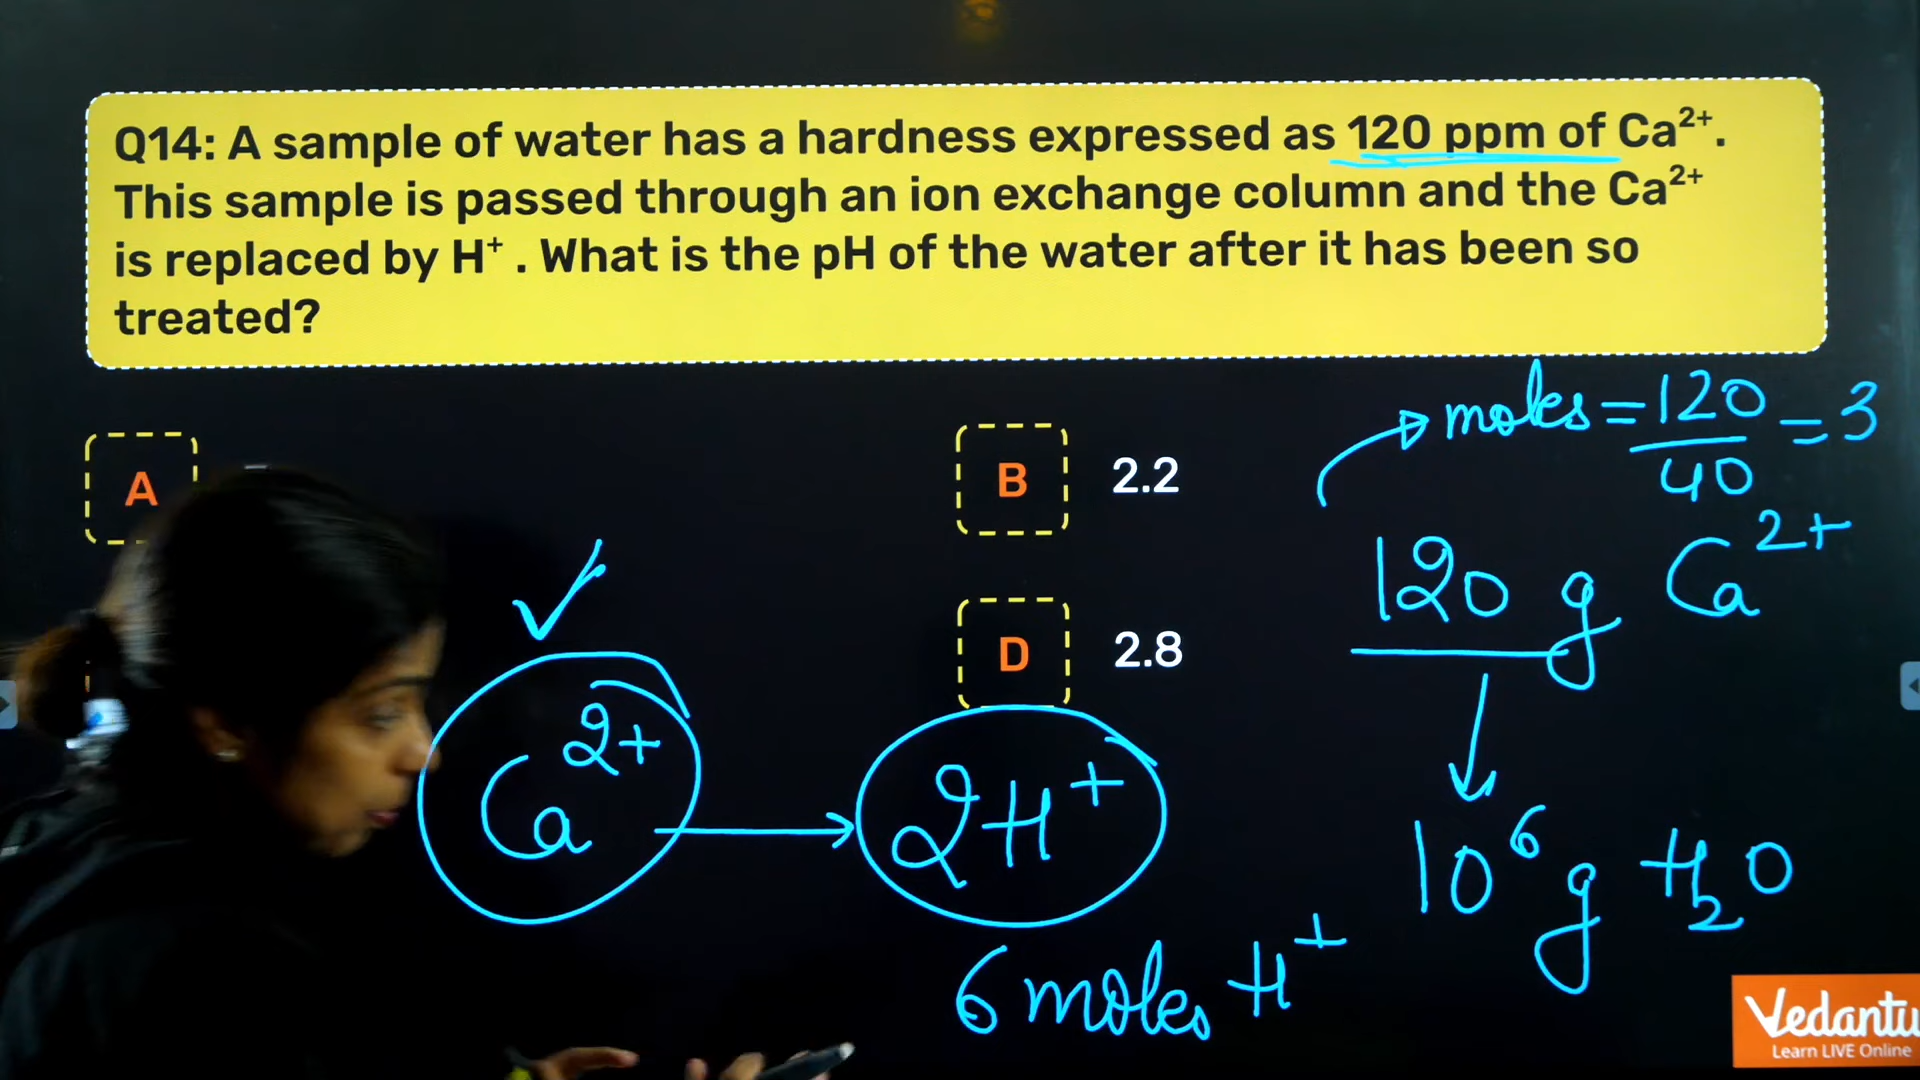 Q14: A sample of water has a hardness expressed as 120 ppm of Ca²⁺.
This sample is passed through an ion exchange column and the Ca²⁺
is replaced by H⁺ . What is the pH of the water after it has been so
treated?
moles = 120/40 = 3
A
B 2.2
120 g Ca²⁺
D 2.8
Ca²⁺ → 2H⁺
10⁶ g H₂O
6 moles H⁺
Vedantu
Learn LIVE Online